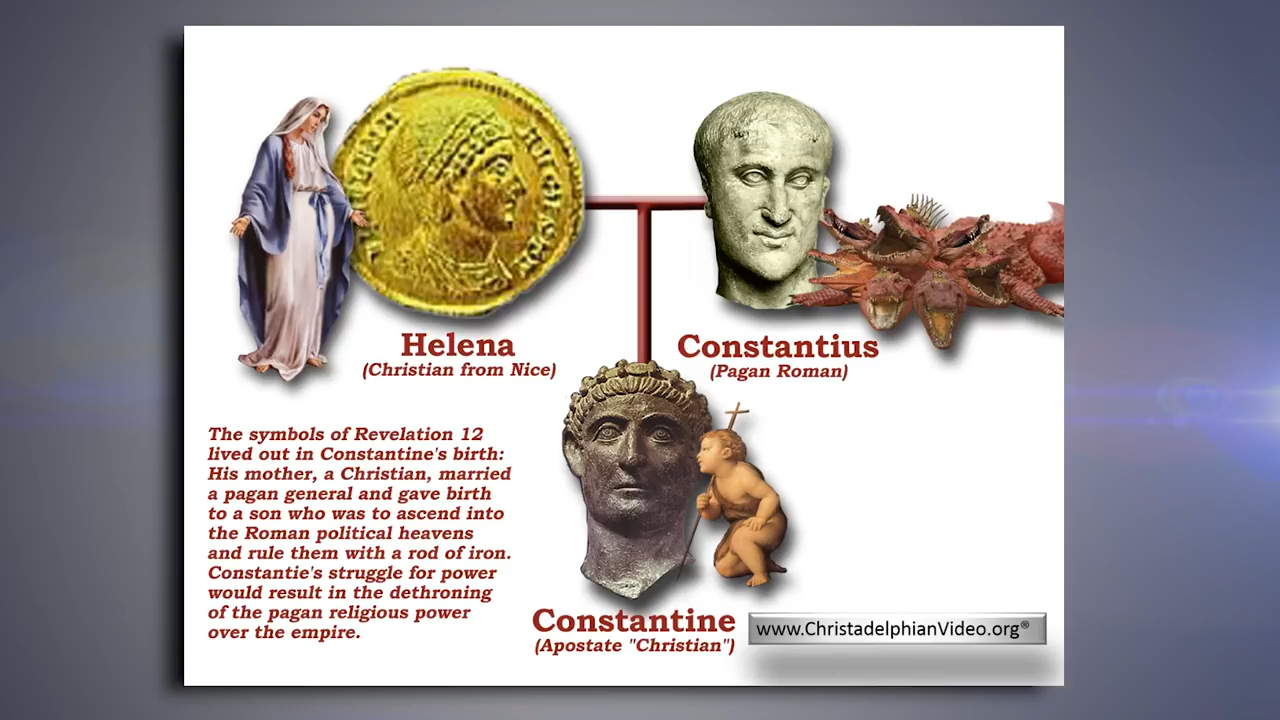 Helena
(Christian from Nice)
Constantius
(Pagan Roman)
The symbols of Revelation 12
lived out in Constantine's birth:
His mother, a Christian, married
a pagan general and gave birth
to a son who was to ascend into
the Roman political heavens
and rule them with a rod of iron.
Constantie's struggle for power
would result in the dethroning
of the pagan religious power
over the empire.
Constantine
(Apostate "Christian")
www.ChristadelphianVideo.org®